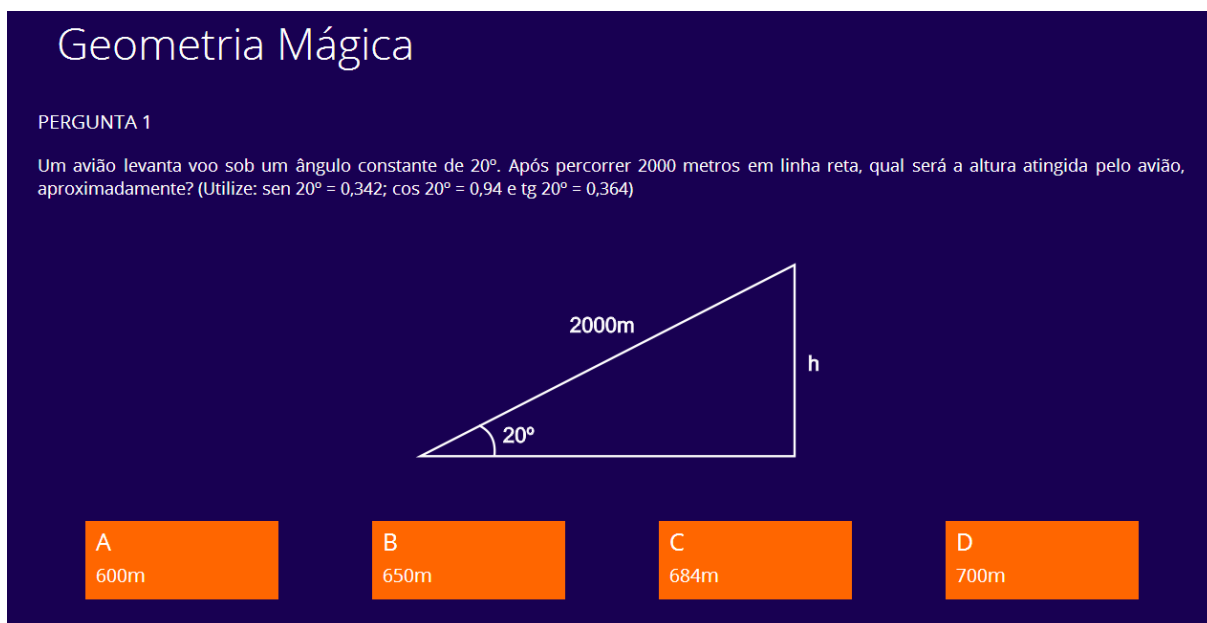 Geometria Mágica
PERGUNTA 1
Um avião levanta voo sob um ângulo constante de 20º. Após percorrer 2000 metros em linha reta, qual será a altura atingida pelo avião,
aproximadamente? (Utilize: sen 20º = 0,342; cos 20º = 0,94 e tg 20º = 0,364)
2000m
h
20º
A
600m
B
650m
C
684m
D
700m